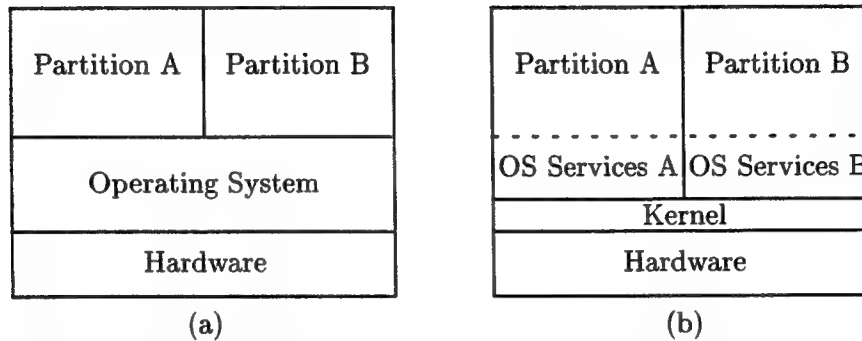 Partition A
Partition B
Operating System
Hardware
(a)
Partition A
Partition B
OS Services A
OS Services B
Kernel
Hardware
(b)